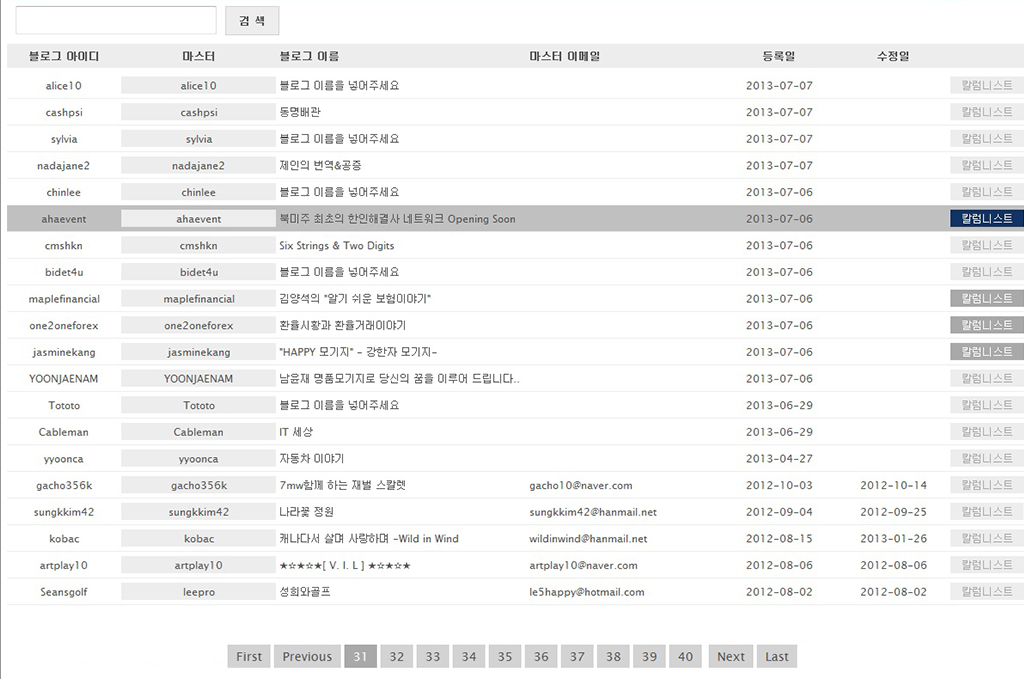 검 색
블로그 아이디 마스터 블로그 이름 마스터 이메일 등록일 수정일
alice10 alice10 블로그 이름을 넣어주세요 2013-07-07 칼럼니스트
cashpsi cashpsi 동명배관 2013-07-07 칼럼니스트
sylvia sylvia 블로그 이름을 넣어주세요 2013-07-07 칼럼니스트
nadajane2 nadajane2 제인의 번역&공증 2013-07-07 칼럼니스트
chinlee chinlee 블로그 이름을 넣어주세요 2013-07-06 칼럼니스트
ahaevent ahaevent 북미주 최초의 한인해결사 네트워크 Opening Soon 2013-07-06 칼럼니스트
cmshkn cmshkn Six Strings & Two Digits 2013-07-06 칼럼니스트
bidet4u bidet4u 블로그 이름을 넣어주세요 2013-07-06 칼럼니스트
maplefinancial maplefinancial 김양석의 "알기 쉬운 보험이야기" 2013-07-06 칼럼니스트
one2oneforex one2oneforex 환율시황과 환율거래이야기 2013-07-06 칼럼니스트
jasminekang jasminekang "HAPPY 모기지" - 강한자 모기지- 2013-07-06 칼럼니스트
YOONJAENAM YOONJAENAM 남윤재 명품모기지로 당신의 꿈을 이루어 드립니다.. 2013-07-06 칼럼니스트
Tototo Tototo 블로그 이름을 넣어주세요 2013-06-29 칼럼니스트
Cableman Cableman IT 세상 2013-06-29 칼럼니스트
yyoonca yyoonca 자동차 이야기 2013-04-27 칼럼니스트
gacho356k gacho356k 7mw함께 하는 재벌 스칼렛 gacho10@naver.com 2012-10-03 2012-10-14 칼럼니스트
sungkkim42 sungkkim42 나라꽃 정원 sungkkim42@hanmail.net 2012-09-04 2012-09-25 칼럼니스트
kobac kobac 캐나다서 살며 사랑하며 -Wild in Wind wildinwind@hanmail.net 2012-08-15 2013-01-26 칼럼니스트
artplay10 artplay10 ★☆★☆★[ V. I. L ] ★☆★☆★ artplay10@naver.com 2012-08-06 2012-08-06 칼럼니스트
Seansgolf leepro 성희와골프 le5happy@hotmail.com 2012-08-02 2012-08-02 칼럼니스트
First Previous 31 32 33 34 35 36 37 38 39 40 Next Last